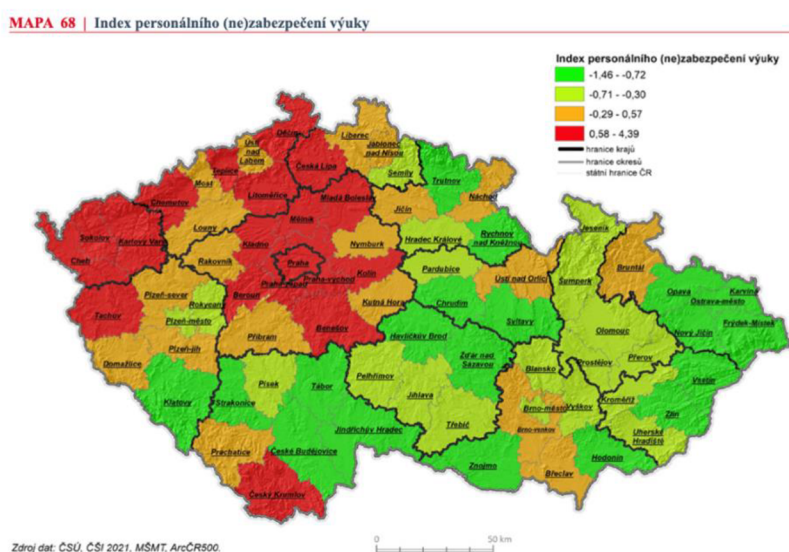 MAPA 68 | Index personálního (ne)zabezpečení výuky
Index personálního (ne)zabezpečení výuky
-1,46 - -0,72
-0,71 - -0,30
-0,29 - 0,57
0,58 - 4,39
hranice krajů
hranice okresů
státní hranice ČR
Děčín
Ústí nad Labem
Liberec
Jablonec nad Nisou
Teplice
Česká Lípa
Semily
Trutnov
Most
Litoměřice
Chomutov
Mladá Boleslav
Náchod
Jičín
Mělník
Louny
Jeseník
Sokolov
Karlovy Vary
Hradec Králové
Rychnov nad Kněžnou
Nymburk
Kladno
Cheb
Rakovník
Praha
Bruntál
Pardubice
Kolín
Ústí nad Orlicí
Praha-východ
Praha-západ
Šumperk
Opava
Karviná
Ostrava-město
Plzeň-sever
Rokycany
Beroun
Kutná Hora
Chrudim
Tachov
Plzeň-město
Svitavy
Frýdek-Místek
Nový Jičín
Benešov
Olomouc
Příbram
Havlíčkův Brod
Plzeň-jih
Domažlice
Žďár nad Sázavou
Přerov
Prostějov
Blansko
Pelhřimov
Písek
Tábor
Vsetín
Klatovy
Strakonice
Jihlava
Kroměříž
Vyškov
Brno-město
Zlín
Třebíč
Brno-venkov
Jindřichův Hradec
Uherské Hradiště
Prachatice
České Budějovice
Hodonín
Znojmo
Břeclav
Český Krumlov
0 50 km
Zdroj dat: ČSÚ, ČŠI 2021, MŠMT, ArcČR500.